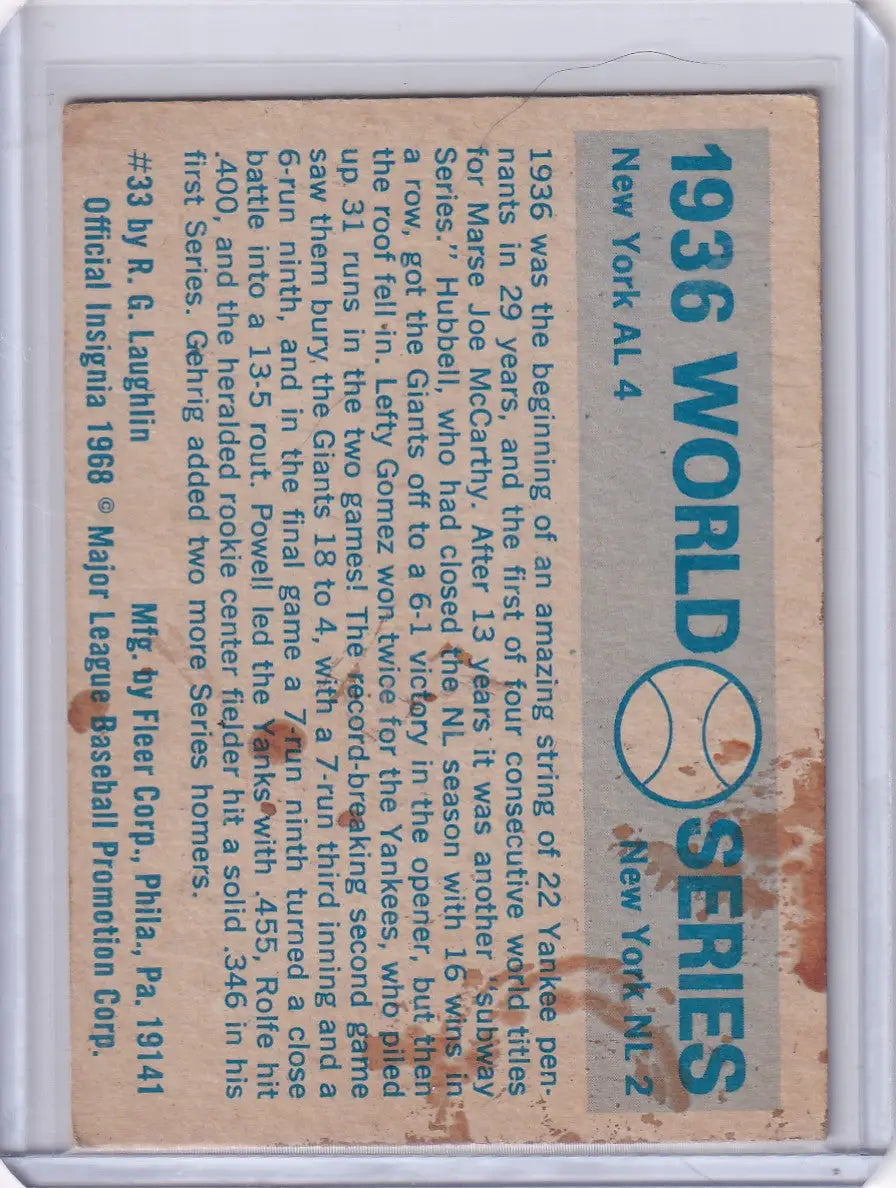 1936 WORLD SERIES
New York AL 4 New York NL 2
1936 was the beginning of an amazing string of 22 Yankee pen-
nants in 29 years, and the first of four consecutive world titles
for Marse Joe McCarthy. After 13 years it was another "subway
Series." Hubbell, who had closed the NL season with 16 wins in
a row, got the Giants off to a 6-1 victory in the opener, but then
the roof fell in. Lefty Gomez won twice for the Yankees, who piled
up 31 runs in the two games! The record-breaking second game
saw them bury the Giants 18 to 4, with a 7-run third inning and a
6-run ninth, and in the final game a 7-run ninth turned a close
battle into a 13-5 rout. Powell led the Yanks with .455, Rolfe hit
.400, and the heralded rookie center fielder hit a solid .346 in his
first Series. Gehrig added two more Series homers.
#33 by R. G. Laughlin Mfg. by Fleer Corp., Phila., Pa. 19141
Official Insignia 1968 © Major League Baseball Promotion Corp.